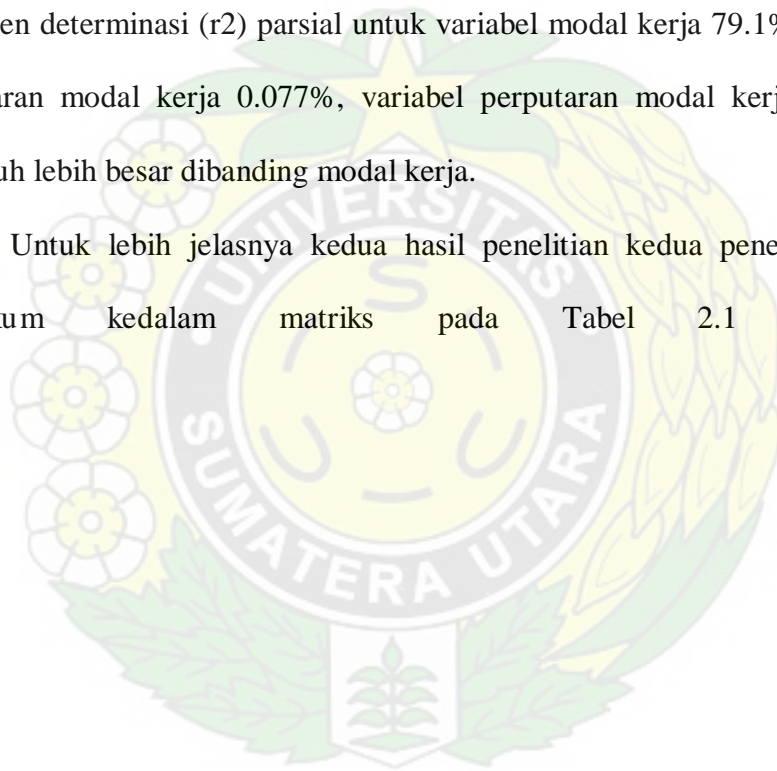 en determinasi (r2) parsial untuk variabel modal kerja 79.1%
aran modal kerja 0.077%, variabel perputaran modal kerj
uh lebih besar dibanding modal kerja.
Untuk lebih jelasnya kedua hasil penelitian kedua pene
kum kedalam matriks pada Tabel 2.1
UNIVERSITAS
SUMATERA UTARA